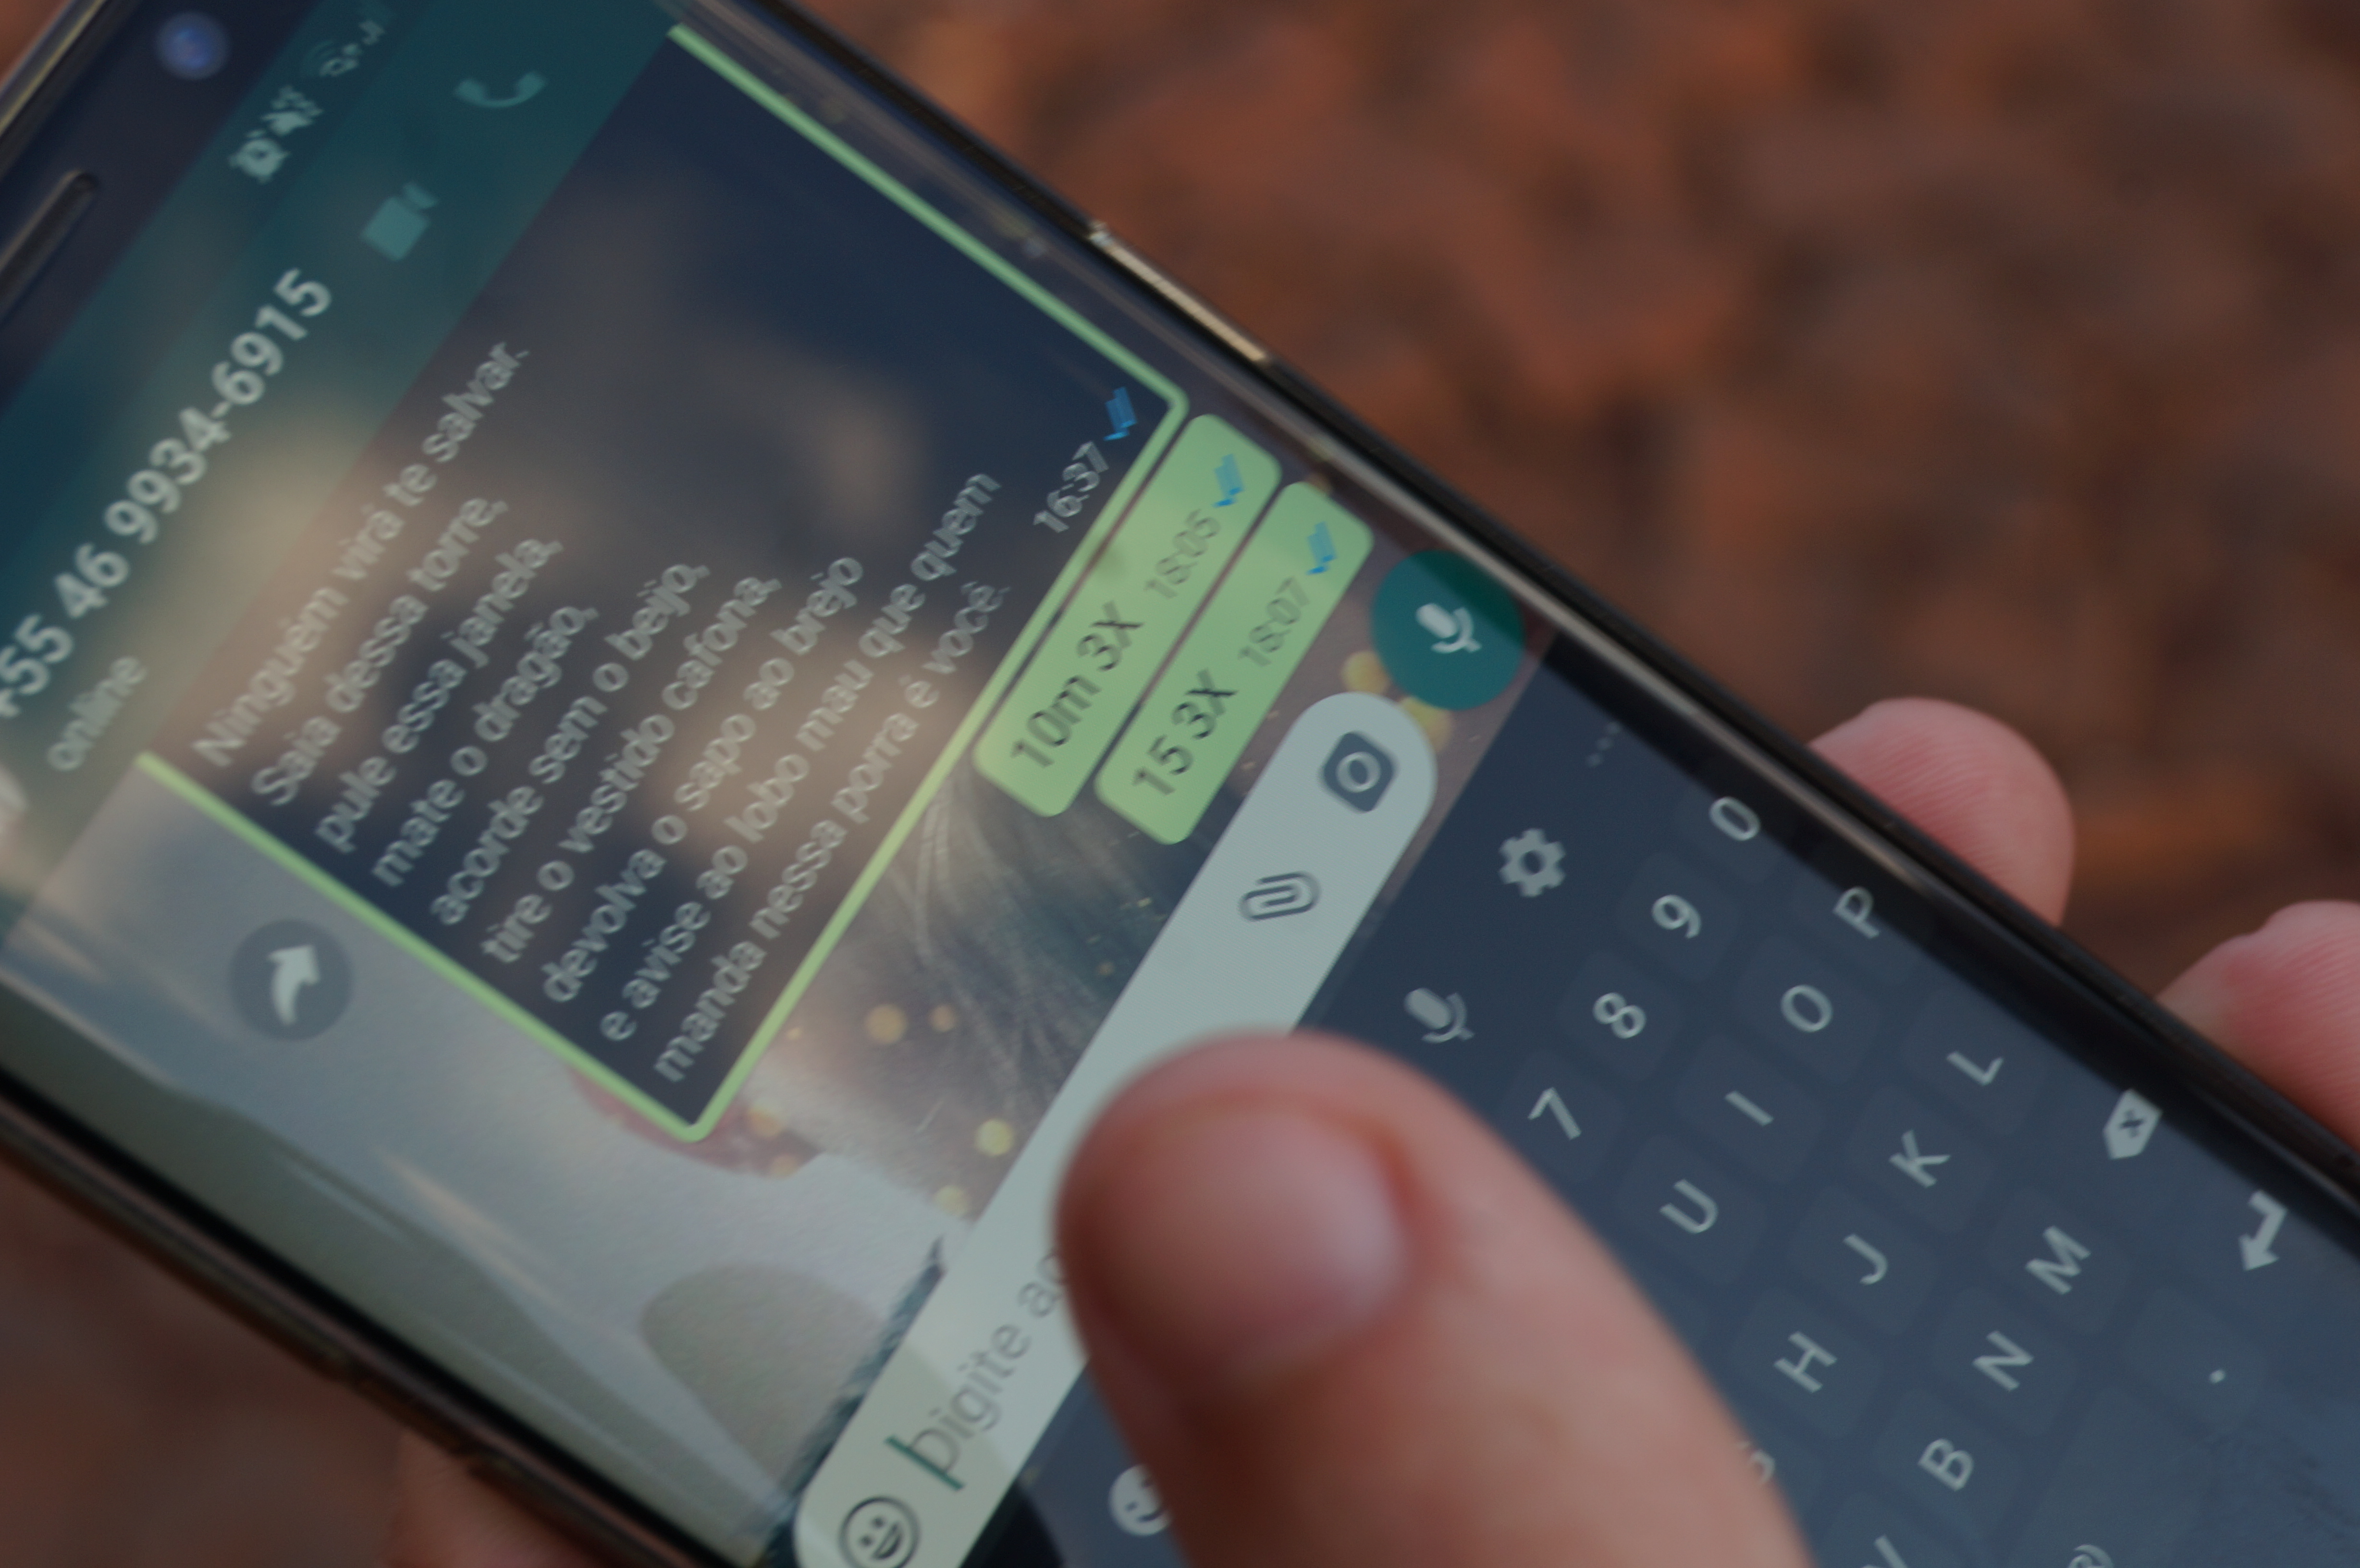 +55 46 9934-6915
online
Ninguém virá te salvar.
Saia dessa torre,
pule essa janela,
mate o dragão,
acorde sem o beijo,
tire o vestido cafona,
devolva o sapo ao brejo
e avise ao lobo mau que quem
manda nessa porra é você.
16:37
10m 3X 18:05
15 3X 18:07
Digite
7 8 9 0
U I O P
H J K L
B N M
.